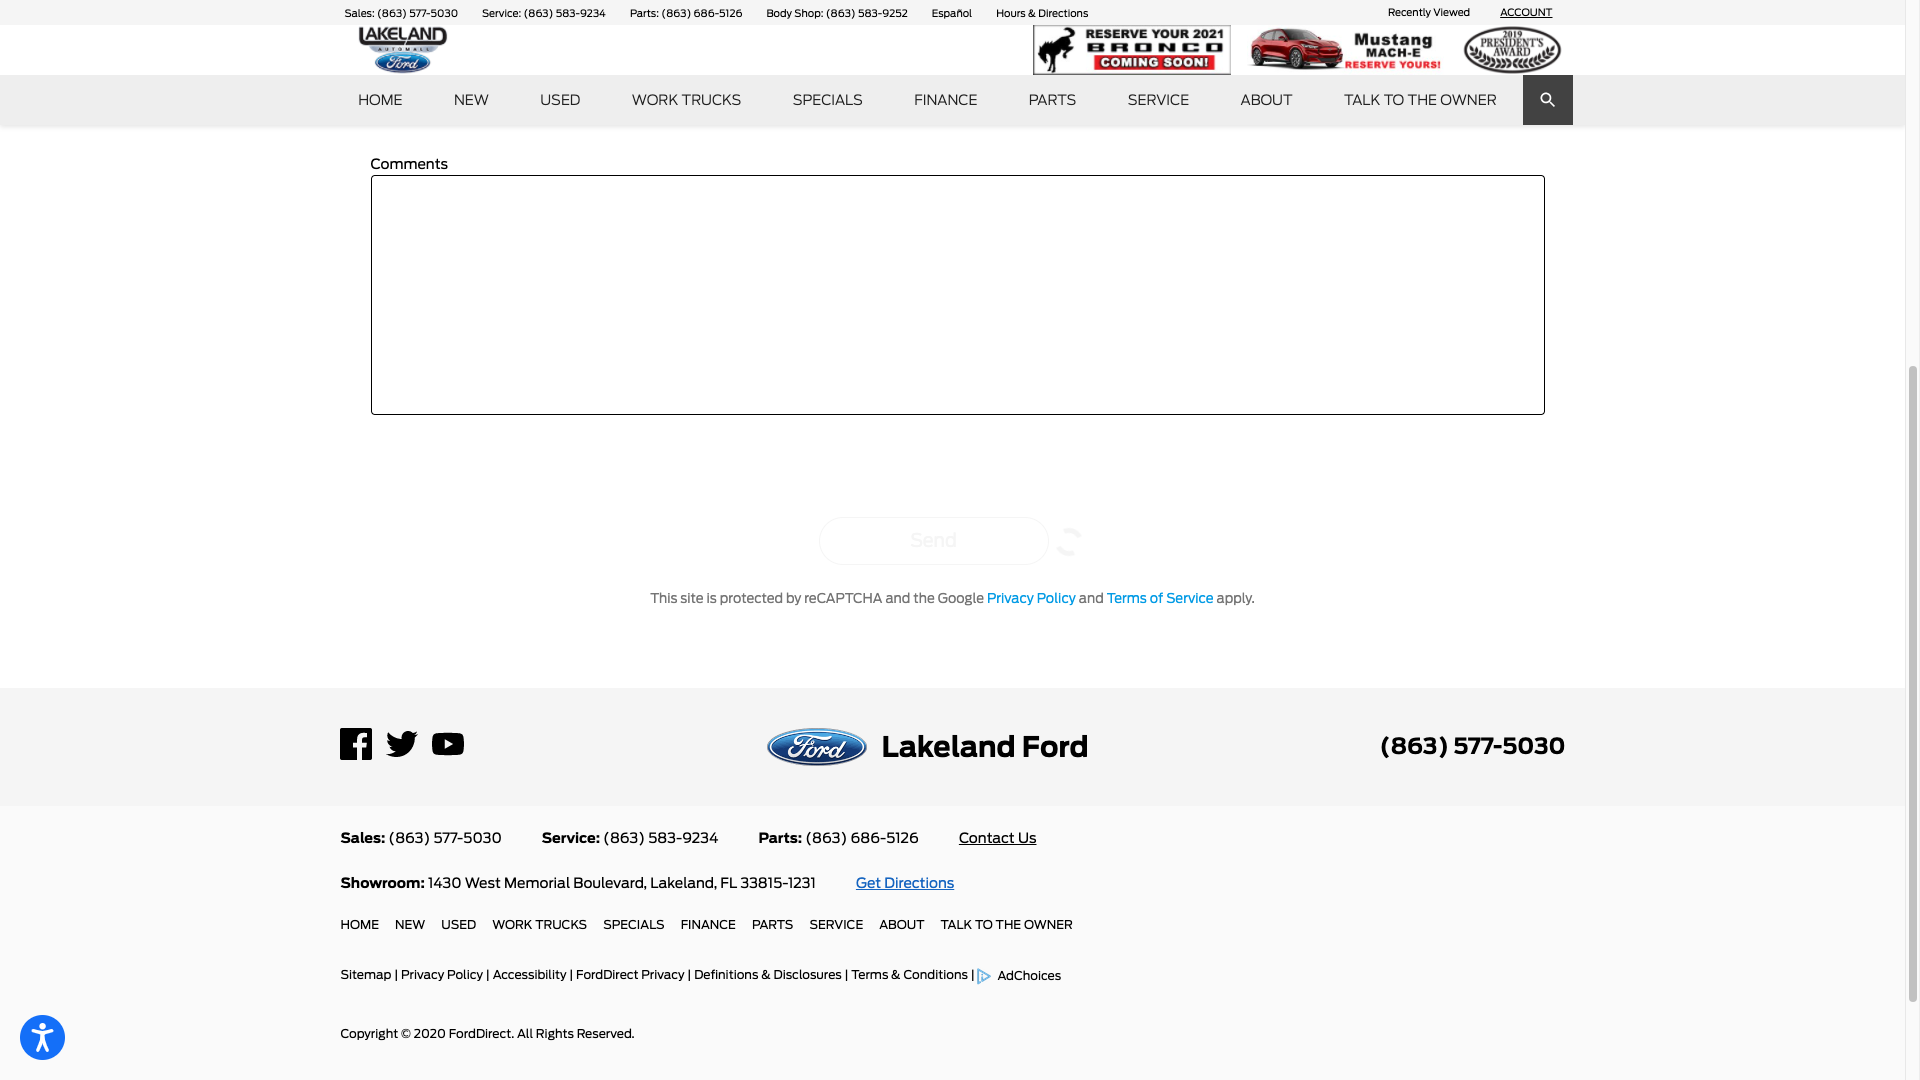 Sales: (863) 577-5030 Service: (863) 583-9234 Parts: (863) 686-5126 Body Shop: (863) 583-9252 Español Hours & Directions Recently Viewed ACCOUNT
LAKELAND
AUTOMALL
Ford
RESERVE YOUR 2021
BRONCO
COMING SOON!
Mustang
MACH-E
RESERVE YOURS!
2019
PRESIDENT'S
AWARD
HOME NEW USED WORK TRUCKS SPECIALS FINANCE PARTS SERVICE ABOUT TALK TO THE OWNER
Comments
Send
This site is protected by reCAPTCHA and the Google Privacy Policy and Terms of Service apply.
Ford Lakeland Ford (863) 577-5030
Sales: (863) 577-5030 Service: (863) 583-9234 Parts: (863) 686-5126 Contact Us
Showroom: 1430 West Memorial Boulevard, Lakeland, FL 33815-1231 Get Directions
HOME NEW USED WORK TRUCKS SPECIALS FINANCE PARTS SERVICE ABOUT TALK TO THE OWNER
Sitemap | Privacy Policy | Accessibility | FordDirect Privacy | Definitions & Disclosures | Terms & Conditions | AdChoices
Copyright © 2020 FordDirect. All Rights Reserved.